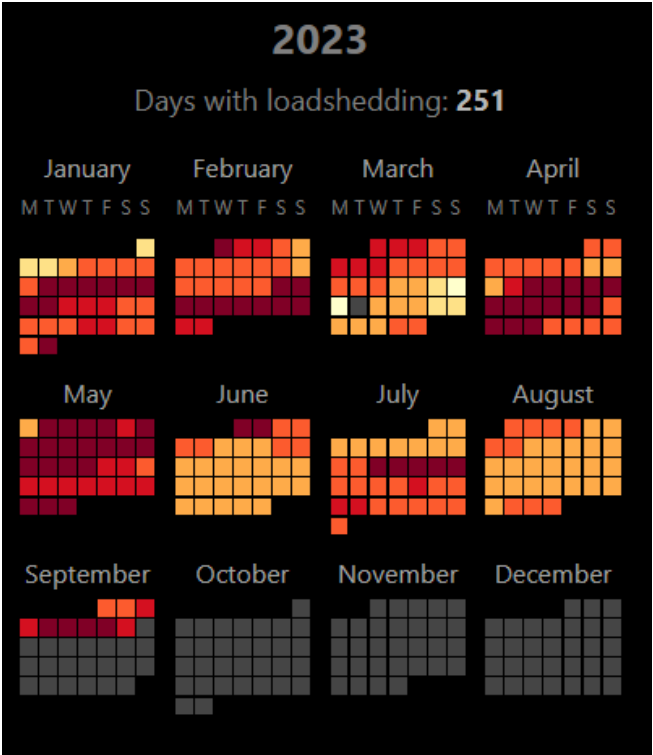 2023
Days with loadshedding: 251
January February March April
M T W T F S S M T W T F S S M T W T F S S M T W T F S S
May June July August
September October November December